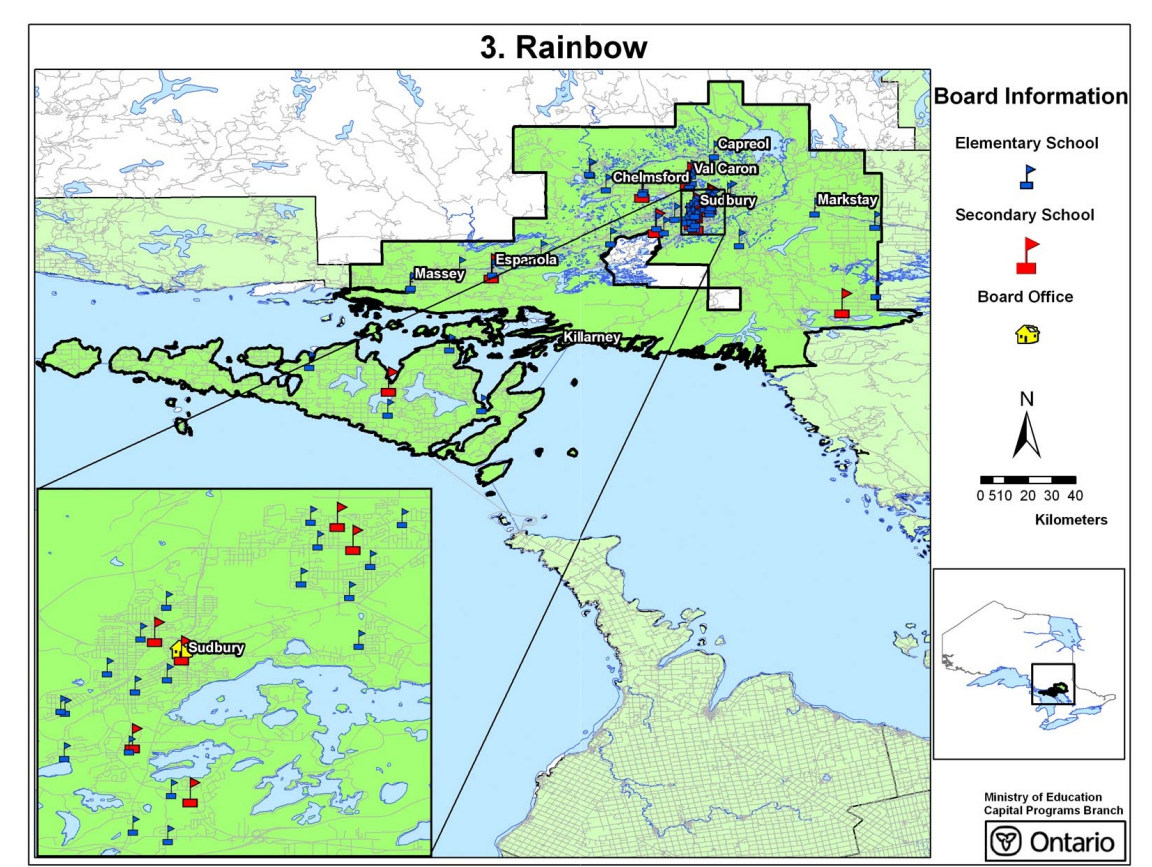 3. Rainbow
Board Information
Elementary School
Secondary School
Board Office
N
0 510 20 30 40
Kilometers
Capreol
Val Caron
Chelmsford
Sudbury
Markstay
Espanola
Massey
Killarney
Sudbury
Ministry of Education
Capital Programs Branch
Ontario